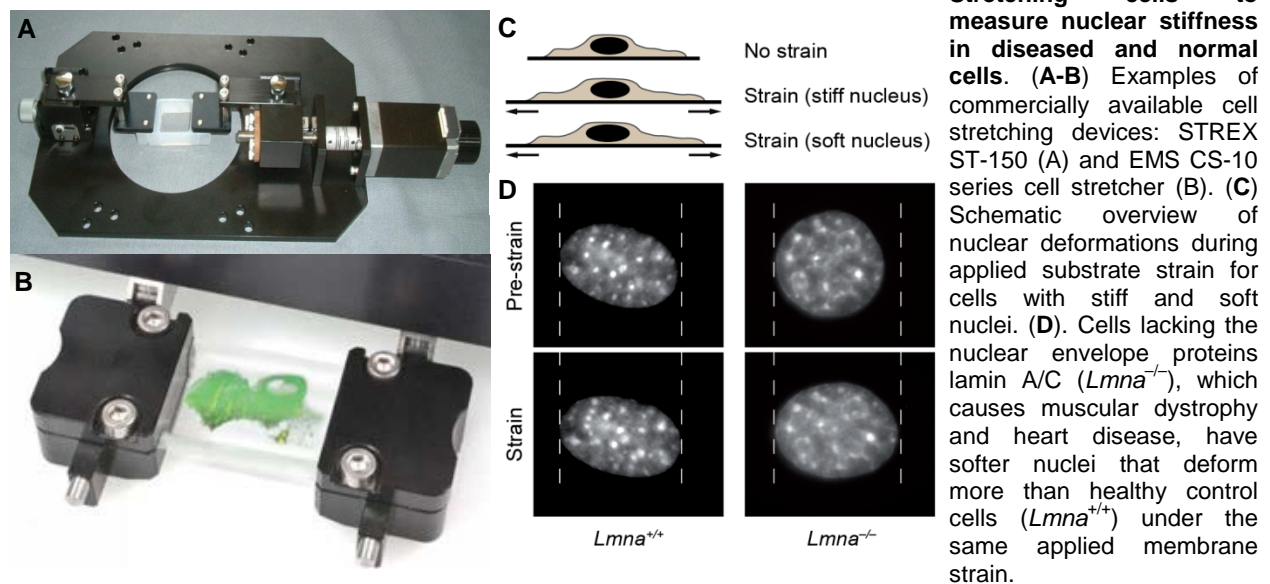 A
B
C
No strain
Strain (stiff nucleus)
Strain (soft nucleus)
D
Pre-strain
Strain
Lmna+/+
Lmna–/–
Stretching cells to
measure nuclear stiffness
in diseased and normal
cells. (A-B) Examples of
commercially available cell
stretching devices: STREX
ST-150 (A) and EMS CS-10
series cell stretcher (B). (C)
Schematic overview of
nuclear deformations during
applied substrate strain for
cells with stiff and soft
nuclei. (D). Cells lacking the
nuclear envelope proteins
lamin A/C (Lmna–/–), which
causes muscular dystrophy
and heart disease, have
softer nuclei that deform
more than healthy control
cells (Lmna+/+) under the
same applied membrane
strain.